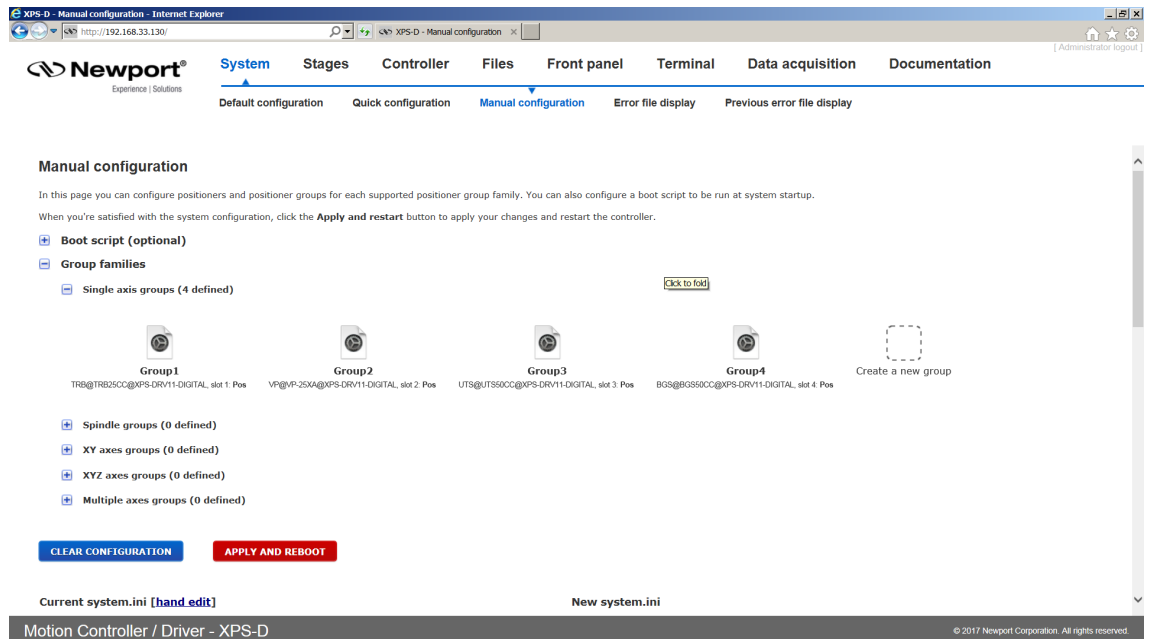 XPS-D - Manual configuration - Internet Explorer
http://192.168.33.130/
XPS-D - Manual configuration
[ Administrator logout ]
Newport®
Experience | Solutions
System Stages Controller Files Front panel Terminal Data acquisition Documentation
Default configuration Quick configuration Manual configuration Error file display Previous error file display
Manual configuration
In this page you can configure positioners and positioner groups for each supported positioner group family. You can also configure a boot script to be run at system startup.
When you're satisfied with the system configuration, click the Apply and restart button to apply your changes and restart the controller.
Boot script (optional)
Group families
Single axis groups (4 defined)
Click to fold
Group1 Group2 Group3 Group4 Create a new group
TRB@TRB25CC@XPS-DRV11-DIGITAL, slot 1: Pos VP@VP-25XA@XPS-DRV11-DIGITAL, slot 2: Pos UTS@UTS50CC@XPS-DRV11-DIGITAL, slot 3: Pos BGS@BGS50CC@XPS-DRV11-DIGITAL, slot 4: Pos
Spindle groups (0 defined)
XY axes groups (0 defined)
XYZ axes groups (0 defined)
Multiple axes groups (0 defined)
CLEAR CONFIGURATION APPLY AND REBOOT
Current system.ini [hand edit] New system.ini
Motion Controller / Driver - XPS-D © 2017 Newport Corporation. All rights reserved.